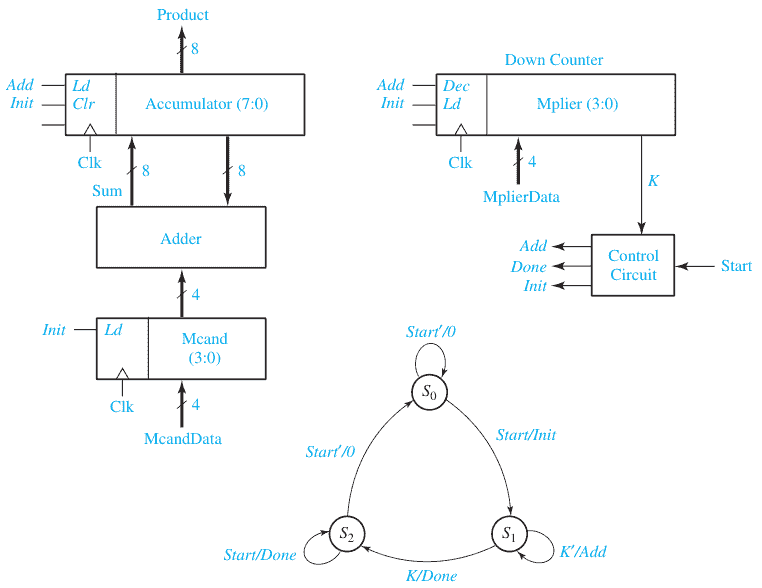 Product
8
Add
Ld
Init
Clr
Accumulator (7:0)
Clk
8
8
Sum
Adder
4
Init
Ld
Mcand
(3:0)
Clk
4
McandData
Down Counter
Add
Dec
Init
Ld
Mplier (3:0)
Clk
4
MplierData
K
Add
Done
Init
Control
Circuit
Start
Start′/0
S0
Start/Init
Start′/0
S2
S1
Start/Done
K′/Add
K/Done